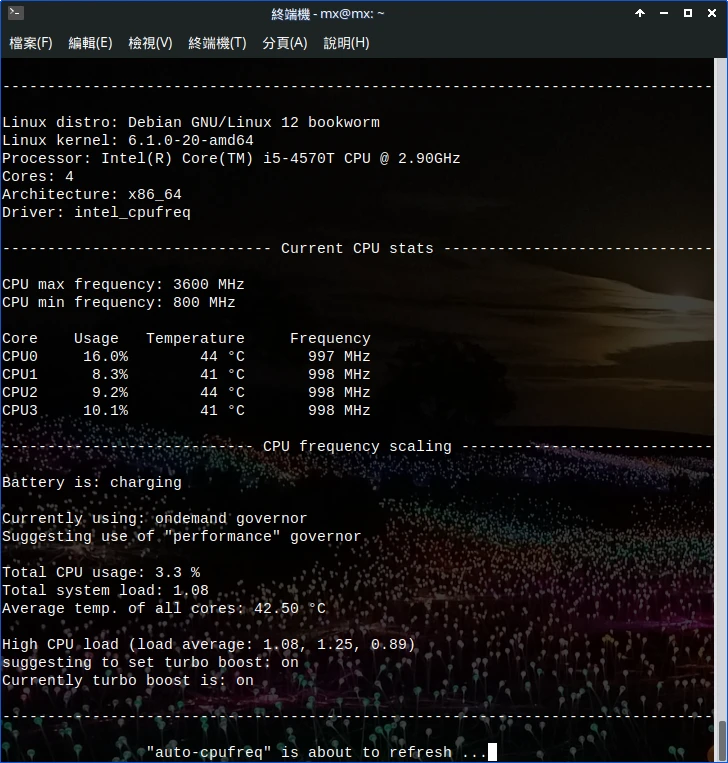 終端機 - mx@mx: ~
檔案(F) 編輯(E) 檢視(V) 終端機(T) 分頁(A) 說明(H)
-------------------------------------------------------------------------------
Linux distro: Debian GNU/Linux 12 bookworm
Linux kernel: 6.1.0-20-amd64
Processor: Intel(R) Core(TM) i5-4570T CPU @ 2.90GHz
Cores: 4
Architecture: x86_64
Driver: intel_cpufreq
------------------------------ Current CPU stats ------------------------------
CPU max frequency: 3600 MHz
CPU min frequency: 800 MHz
Core    Usage   Temperature     Frequency
CPU0     16.0%        44 °C       997 MHz
CPU1      8.3%        41 °C       998 MHz
CPU2      9.2%        44 °C       998 MHz
CPU3     10.1%        41 °C       998 MHz
---------------------------- CPU frequency scaling ----------------------------
Battery is: charging
Currently using: ondemand governor
Suggesting use of "performance" governor
Total CPU usage: 3.3 %
Total system load: 1.08
Average temp. of all cores: 42.50 °C
High CPU load (load average: 1.08, 1.25, 0.89)
suggesting to set turbo boost: on
Currently turbo boost is: on
-------------------------------------------------------------------------------
"auto-cpufreq" is about to refresh ...